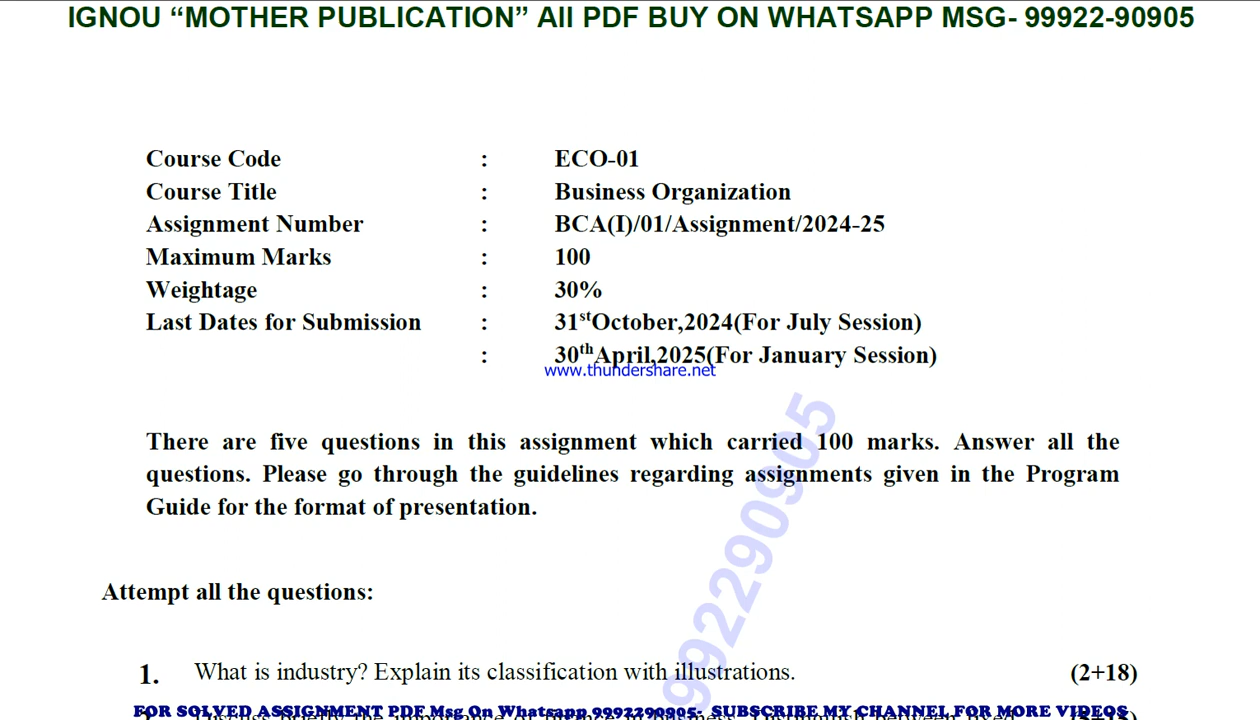 IGNOU “MOTHER PUBLICATION” All PDF BUY ON WHATSAPP MSG- 99922-90905
Course Code : ECO-01
Course Title : Business Organization
Assignment Number : BCA(I)/01/Assignment/2024-25
Maximum Marks : 100
Weightage : 30%
Last Dates for Submission : 31stOctober,2024(For July Session)
: 30thApril,2025(For January Session)
www.thundershare.net
There are five questions in this assignment which carried 100 marks. Answer all the
questions. Please go through the guidelines regarding assignments given in the Program
Guide for the format of presentation.
9992290905
Attempt all the questions:
1. What is industry? Explain its classification with illustrations. (2+18)
FOR SOLVED ASSIGNMENT PDF Msg On Whatsapp 9992290905- SUBSCRIBE MY CHANNEL FOR MORE VIDEOS